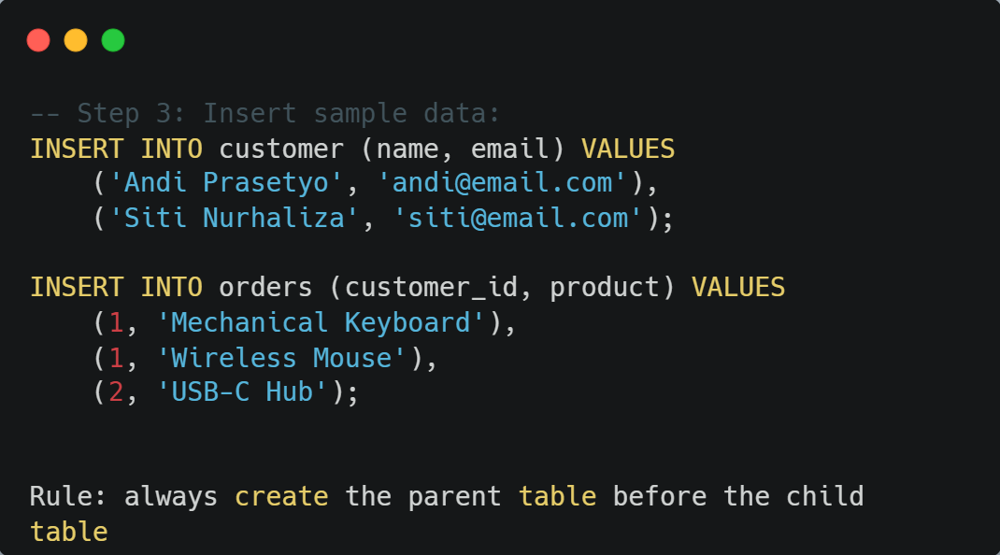 -- Step 3: Insert sample data:
INSERT INTO customer (name, email) VALUES
    ('Andi Prasetyo', 'andi@email.com'),
    ('Siti Nurhaliza', 'siti@email.com');

INSERT INTO orders (customer_id, product) VALUES
    (1, 'Mechanical Keyboard'),
    (1, 'Wireless Mouse'),
    (2, 'USB-C Hub');

Rule: always create the parent table before the child
table